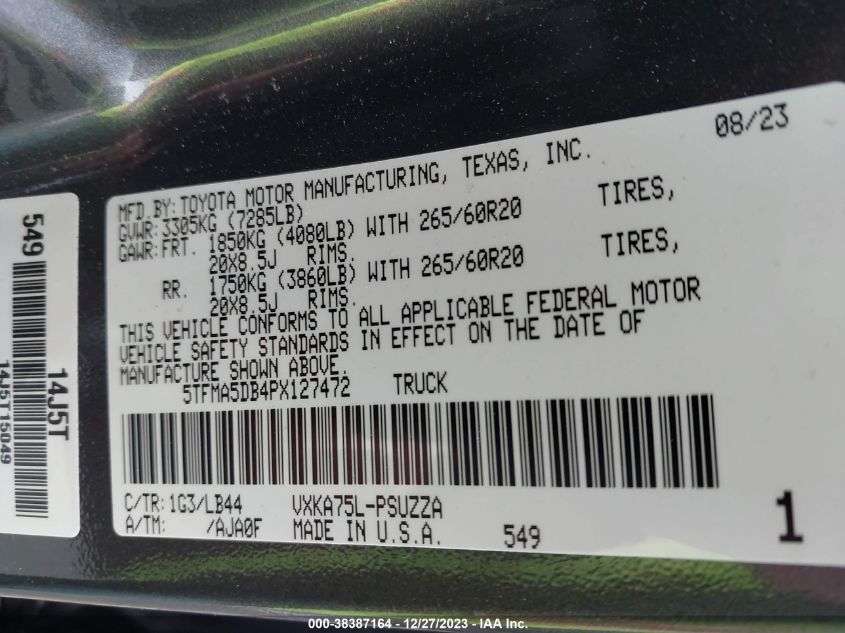 08/23
MFD.BY: TOYOTA MOTOR MANUFACTURING, TEXAS, INC.
GVWR: 3305KG (7285LB)
GAWR: FRT. 1850KG (4080LB) WITH 265/60R20 TIRES,
20X8.5J RIMS.
RR. 1750KG (3860LB) WITH 265/60R20 TIRES,
20X8.5J RIMS.
THIS VEHICLE CONFORMS TO ALL APPLICABLE FEDERAL MOTOR
VEHICLE SAFETY STANDARDS IN EFFECT ON THE DATE OF
MANUFACTURE SHOWN ABOVE.
5TFMA5DB4PX127472 TRUCK
C/TR: 1G3/LB44 VXKA75L-PSUZZA
A/TM: /AJA0F MADE IN U.S.A. 549
1
549
14J5T
14J5T15049
000-38387164 - 12/27/2023 - © IAA Inc.